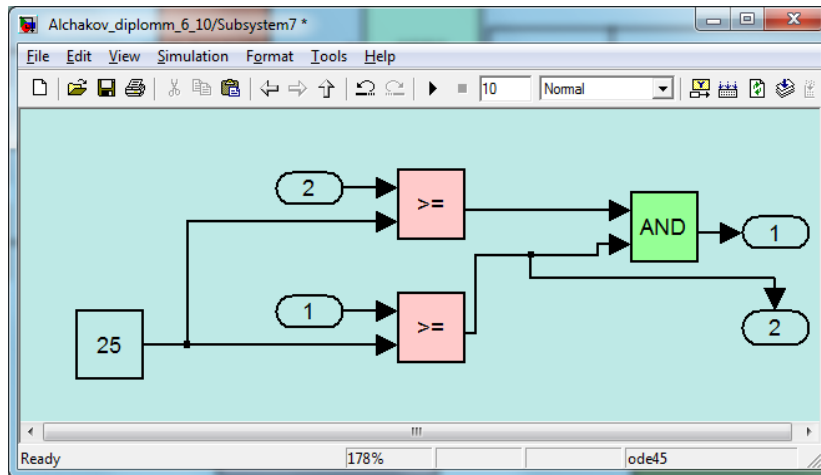 Alchakov_diplomm_6_10/Subsystem7 *
File Edit View Simulation Format Tools Help
10 Normal
2
>=
AND
1
1
>=
25
2
Ready 178% ode45